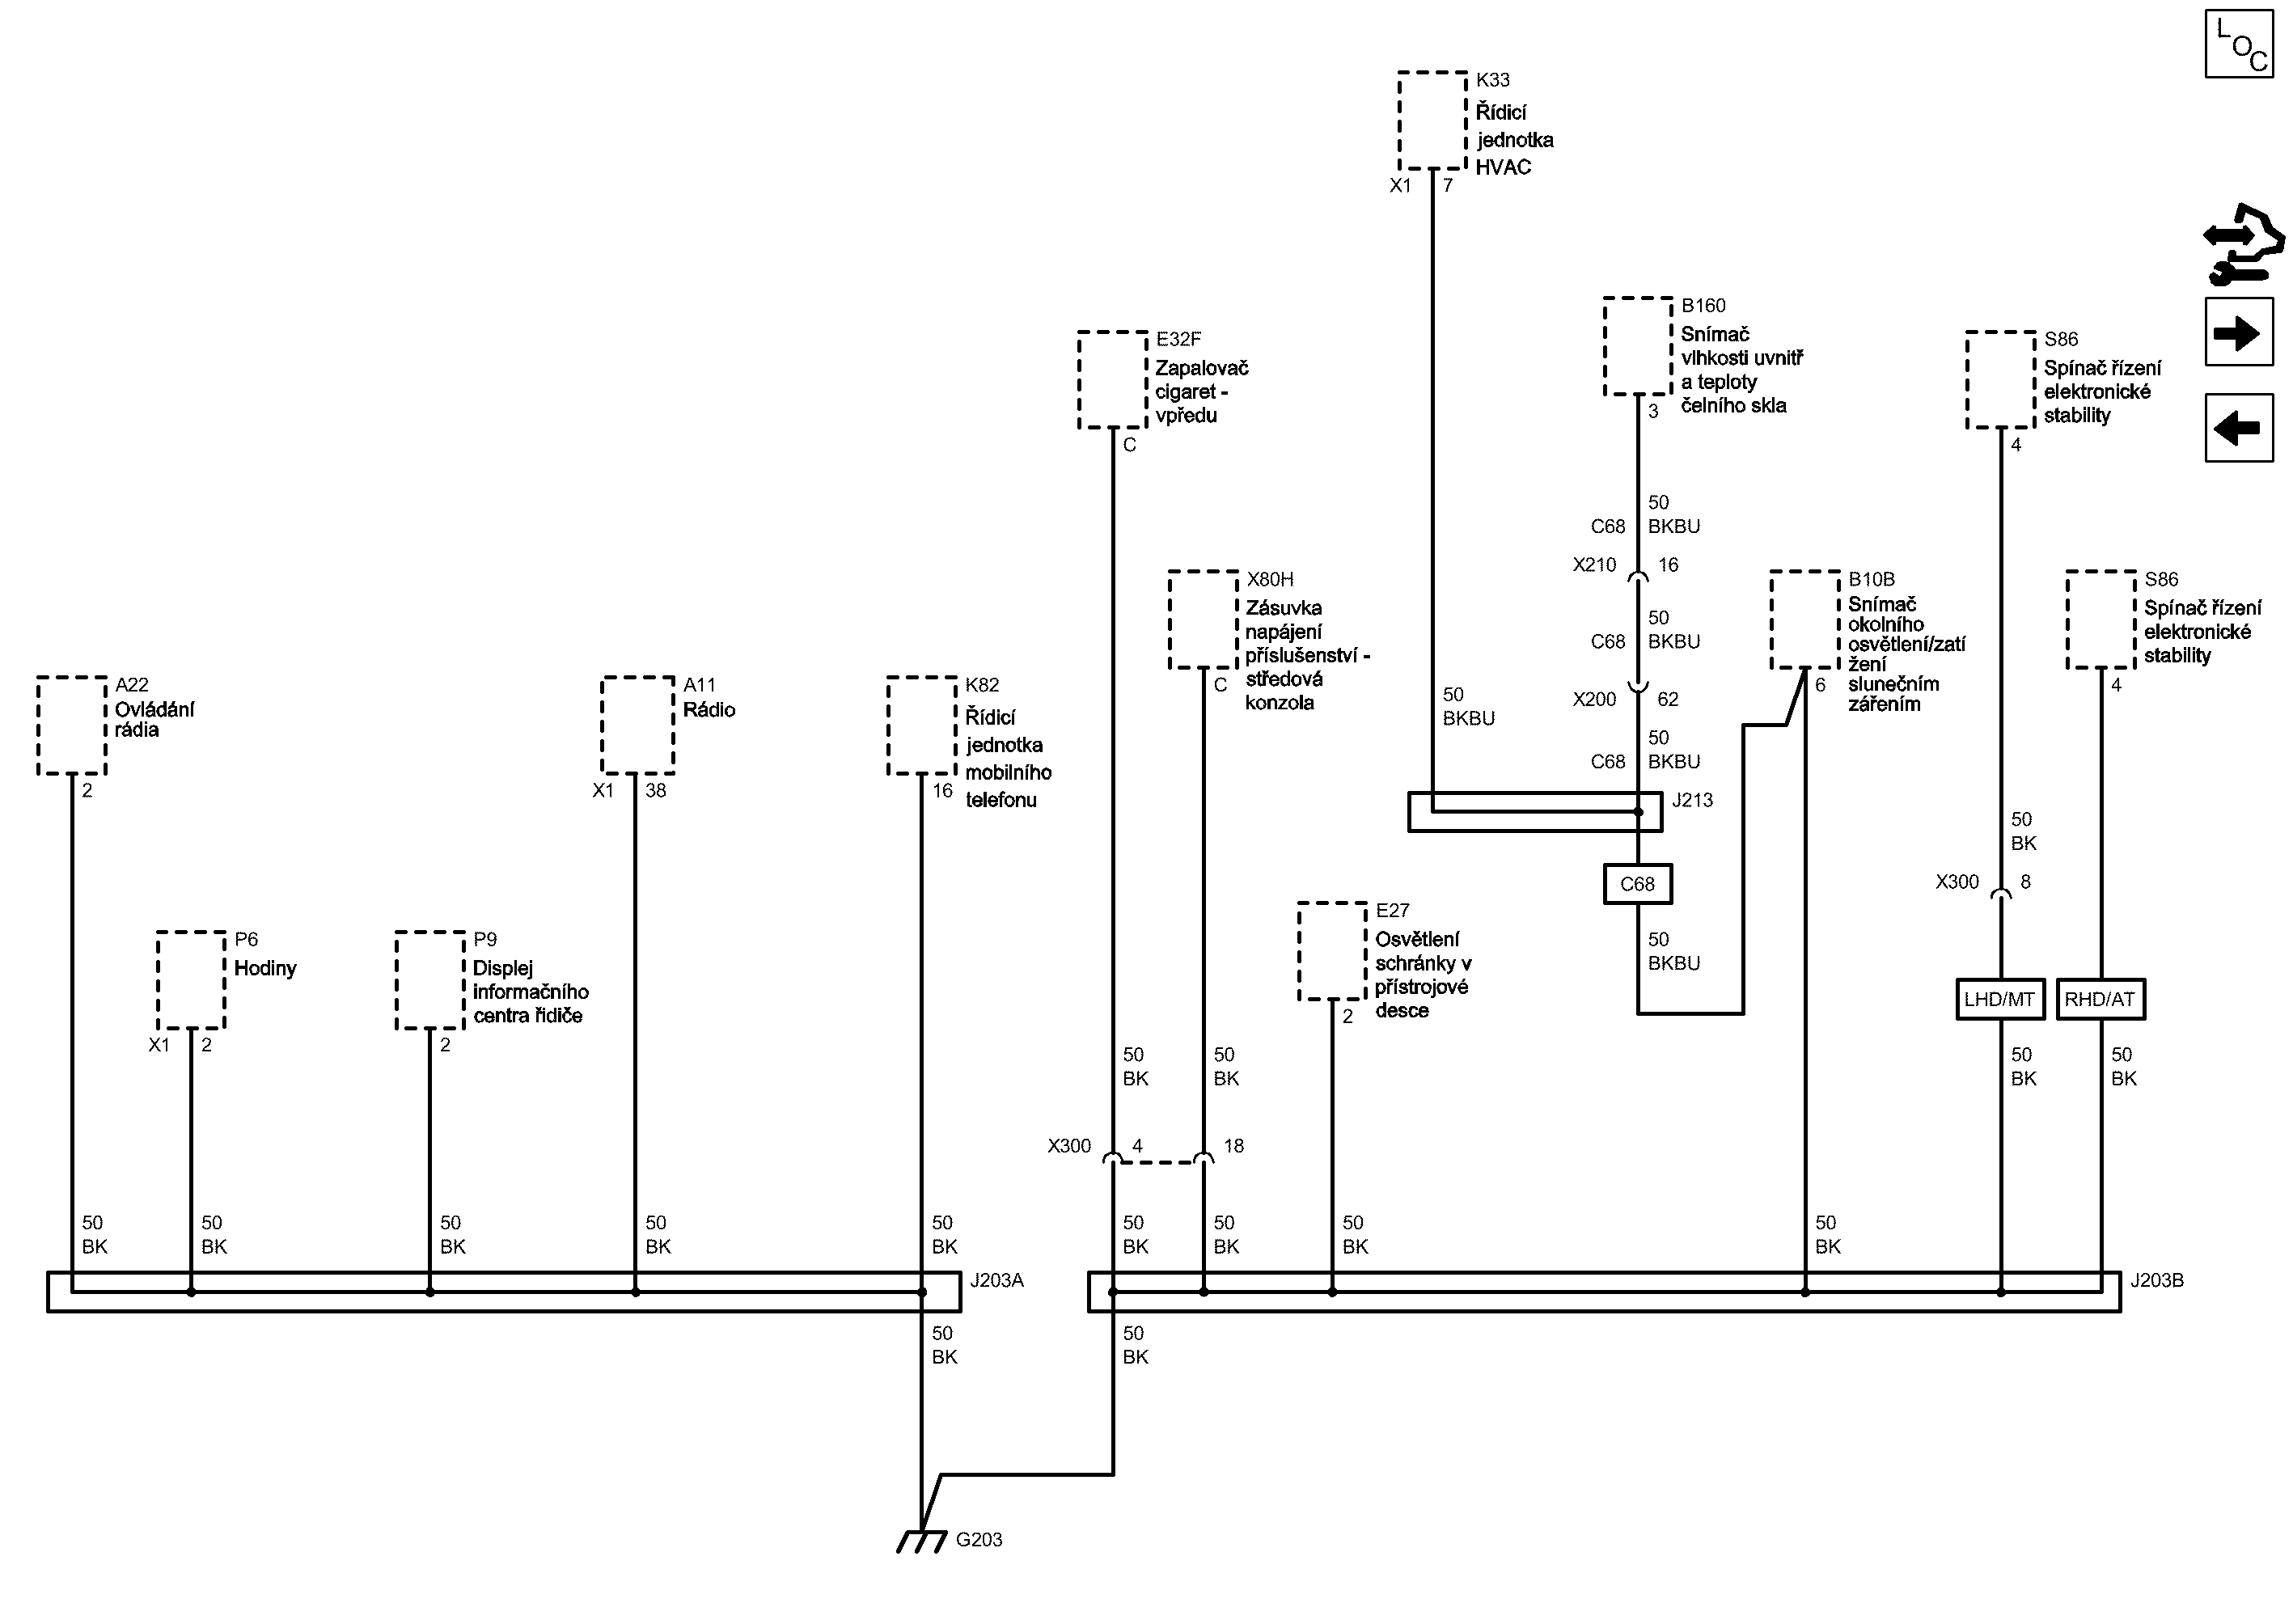 LOC
K33
Řídicí
jednotka
HVAC
X1 7
B160
Snímač
vlhkosti uvnitř
a teploty
čelního skla
3
E32F
Zapalovač
cigaret -
vpředu
C
S86
Spínač řízení
elektronické
stability
4
50
C68 BKBU
X210 16
X80H
Zásuvka
napájení
příslušenství -
středová
konzola
C
50
C68 BKBU
X200 62
50
C68 BKBU
50
BKBU
J213
B10B
Snímač
okolního
osvětlení/zatí
žení
slunečním
zářením
6
S86
Spínač řízení
elektronické
stability
4
A22
Ovládání
rádia
2
A11
Rádio
X1 38
K82
Řídicí
jednotka
mobilního
telefonu
16
50
BK
X300 8
C68
50
BKBU
E27
Osvětlení
schránky v
přístrojové
desce
2
P6
Hodiny
X1 2
P9
Displej
informačního
centra řidiče
2
LHD/MT RHD/AT
50 50 50 50
BK BK BK BK
X300 4 18
50 50 50 50 50 50 50 50 50
BK BK BK BK BK BK BK BK BK
J203A J203B
50 50
BK BK
G203